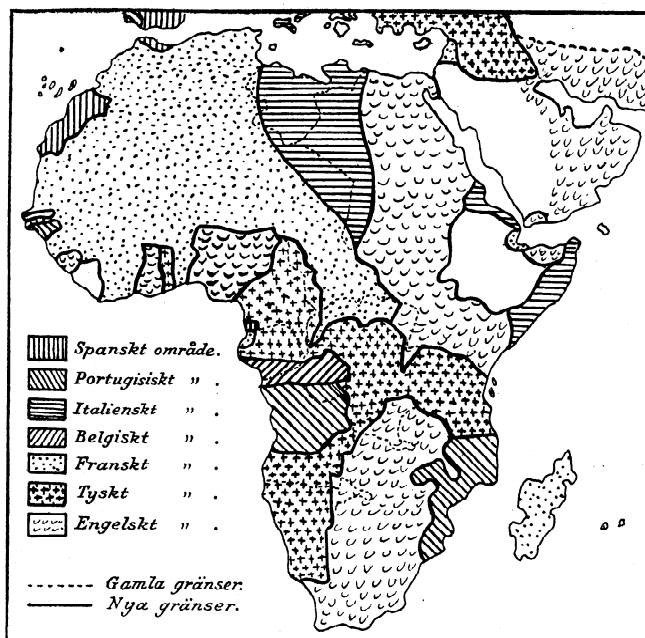 Spanskt område.
Portugisiskt „ .
Italienskt „ .
Belgiskt „ .
Franskt „ .
Tyskt „ .
Engelskt „ .
Gamla gränser.
Nya gränser.